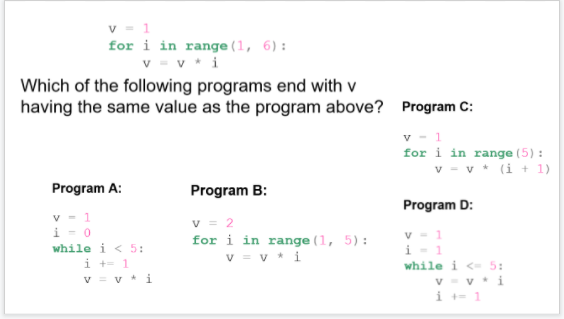 v = 1
for i in range(1, 6):
    v = v * i
Which of the following programs end with v
having the same value as the program above?
Program A:
v = 1
i = 0
while i < 5:
    i += 1
    v = v * i
Program B:
v = 2
for i in range(1, 5):
    v = v * i
Program C:
v = 1
for i in range(5):
    v = v * (i + 1)
Program D:
v = 1
i = 1
while i <= 5:
    v = v * i
    i += 1